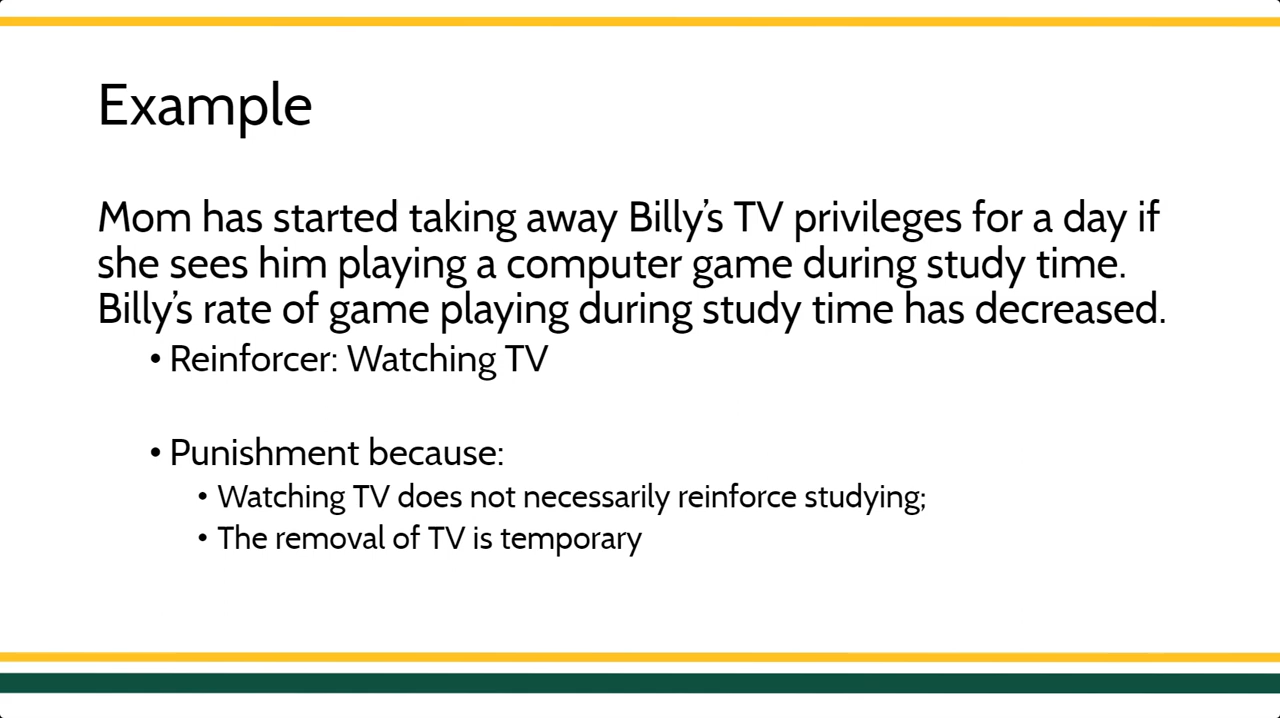 Example
Mom has started taking away Billy’s TV privileges for a day if
she sees him playing a computer game during study time.
Billy’s rate of game playing during study time has decreased.
• Reinforcer: Watching TV
• Punishment because:
• Watching TV does not necessarily reinforce studying;
• The removal of TV is temporary